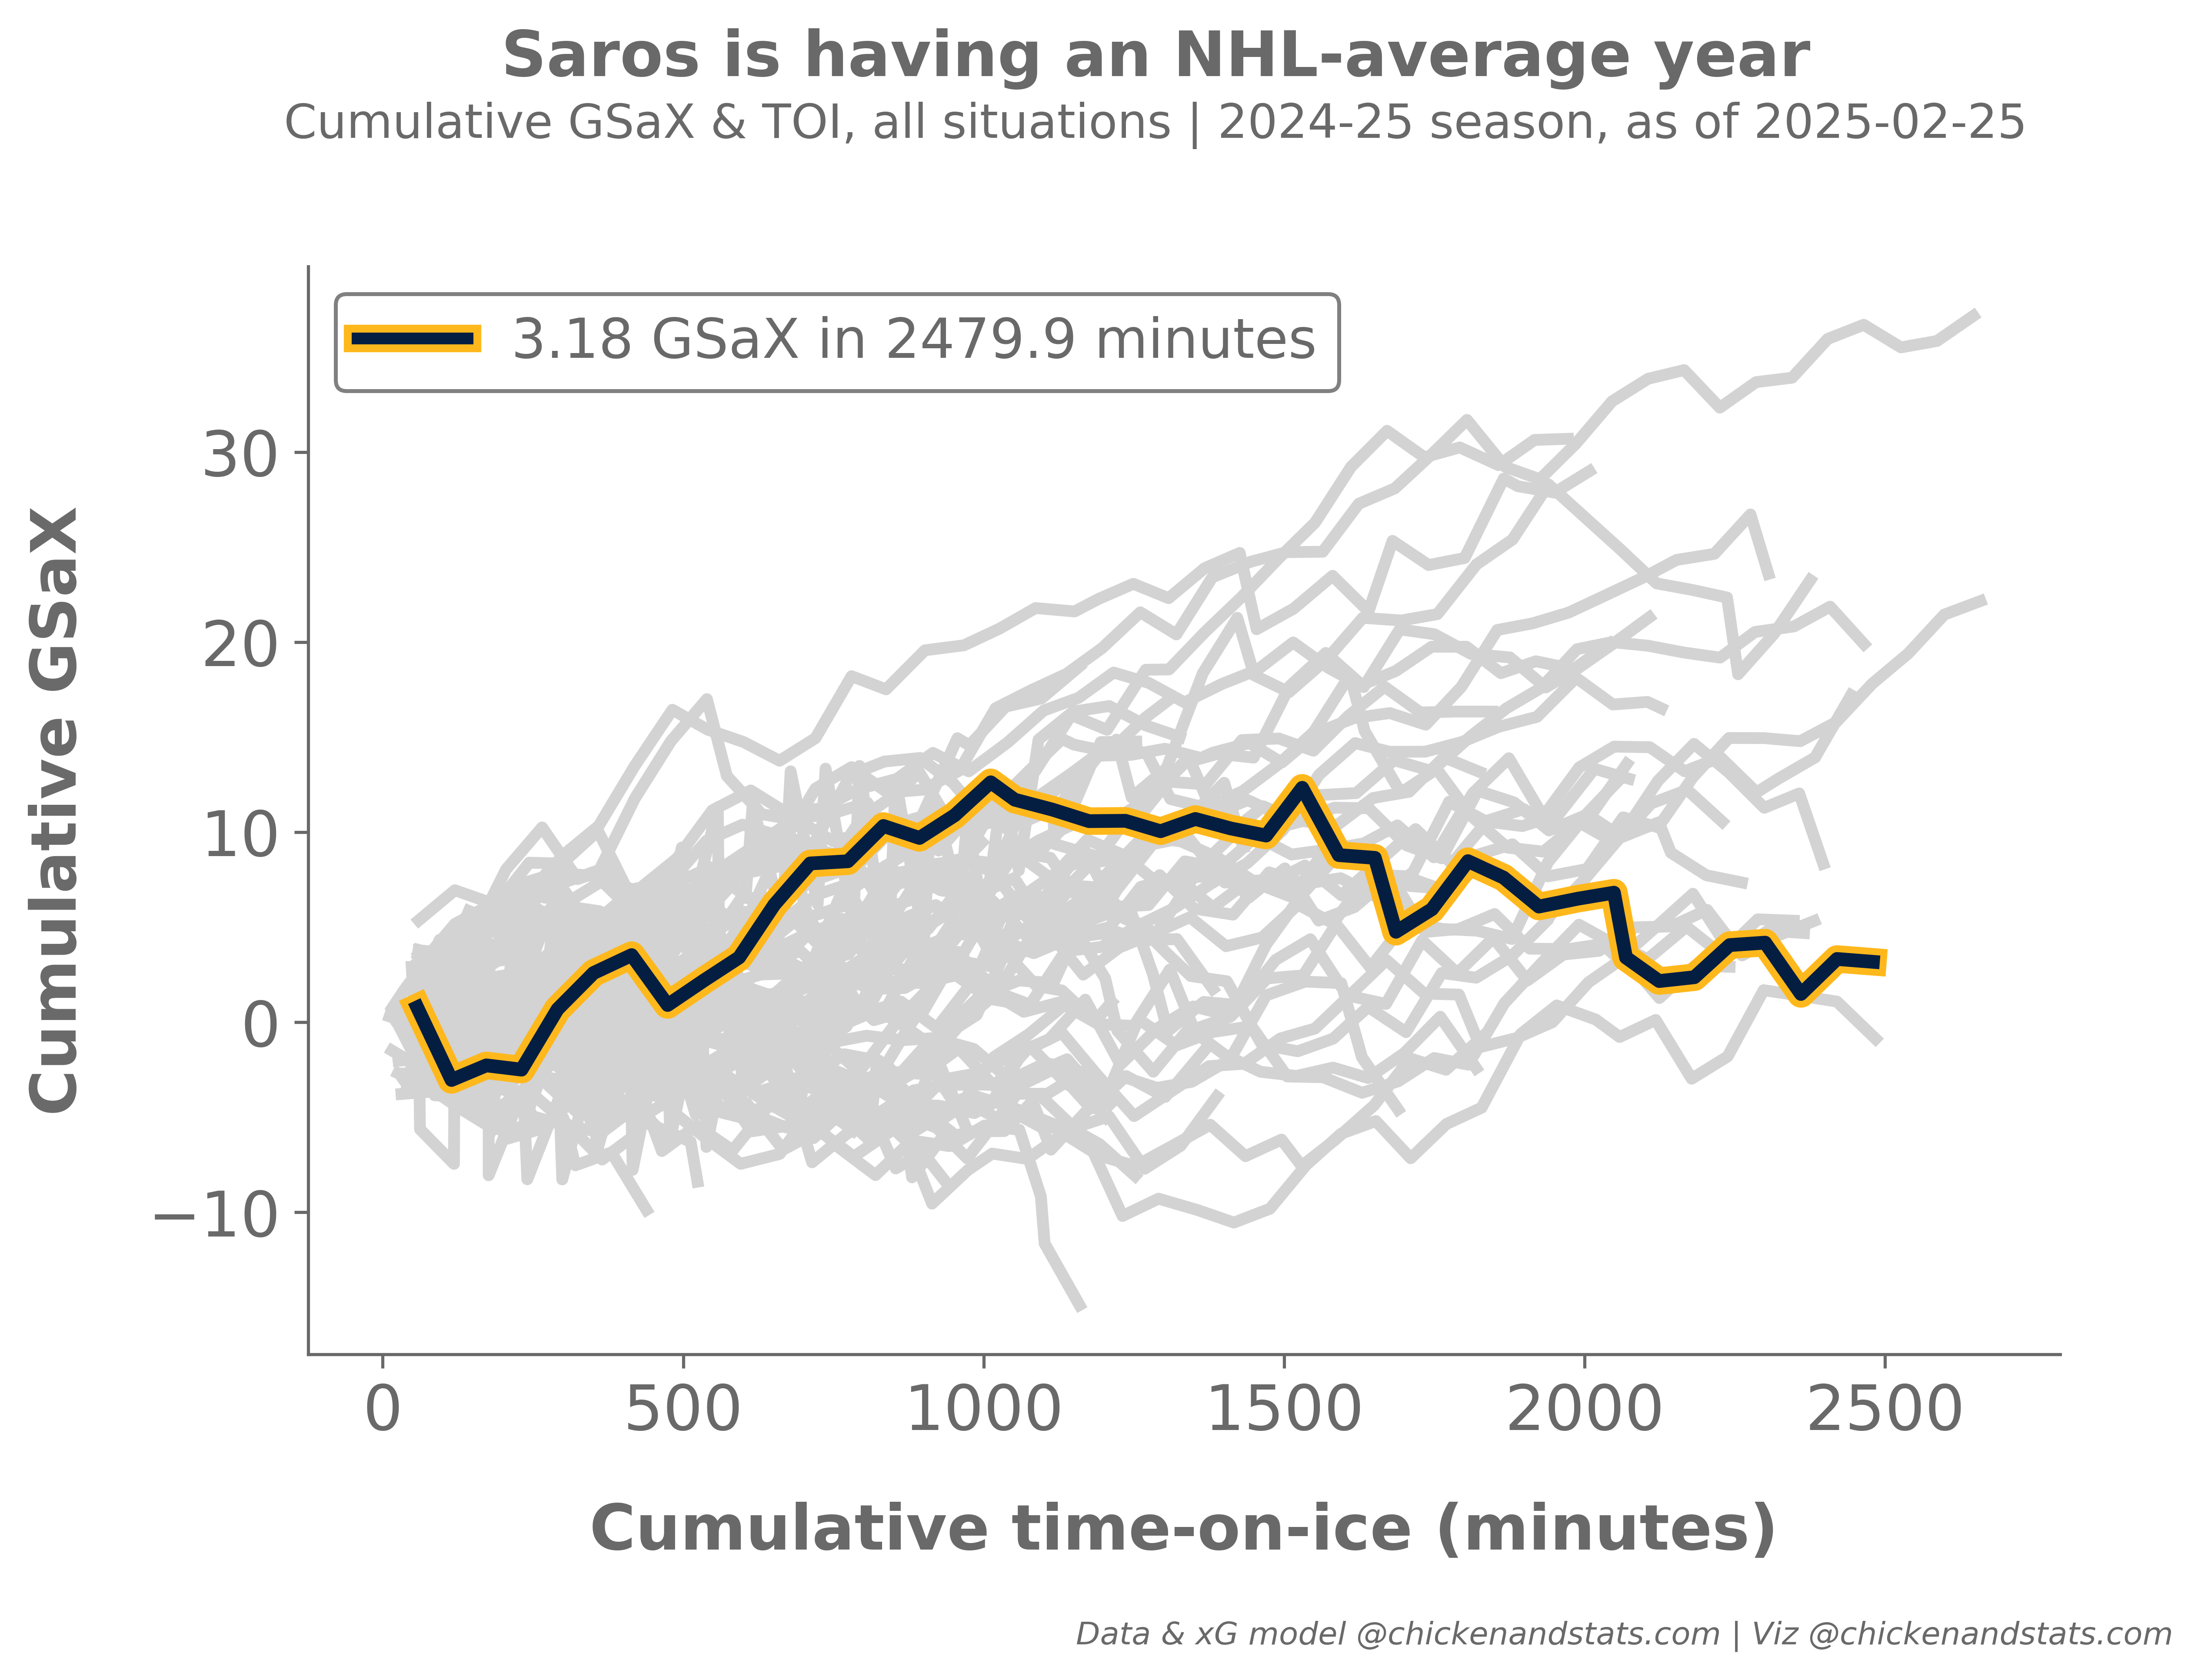 Saros is having an NHL-average year
Cumulative GSaX & TOI, all situations | 2024-25 season, as of 2025-02-25
3.18 GSaX in 2479.9 minutes
Cumulative GSaX
30
20
10
0
−10
0 500 1000 1500 2000 2500
Cumulative time-on-ice (minutes)
Data & xG model @chickenandstats.com | Viz @chickenandstats.com